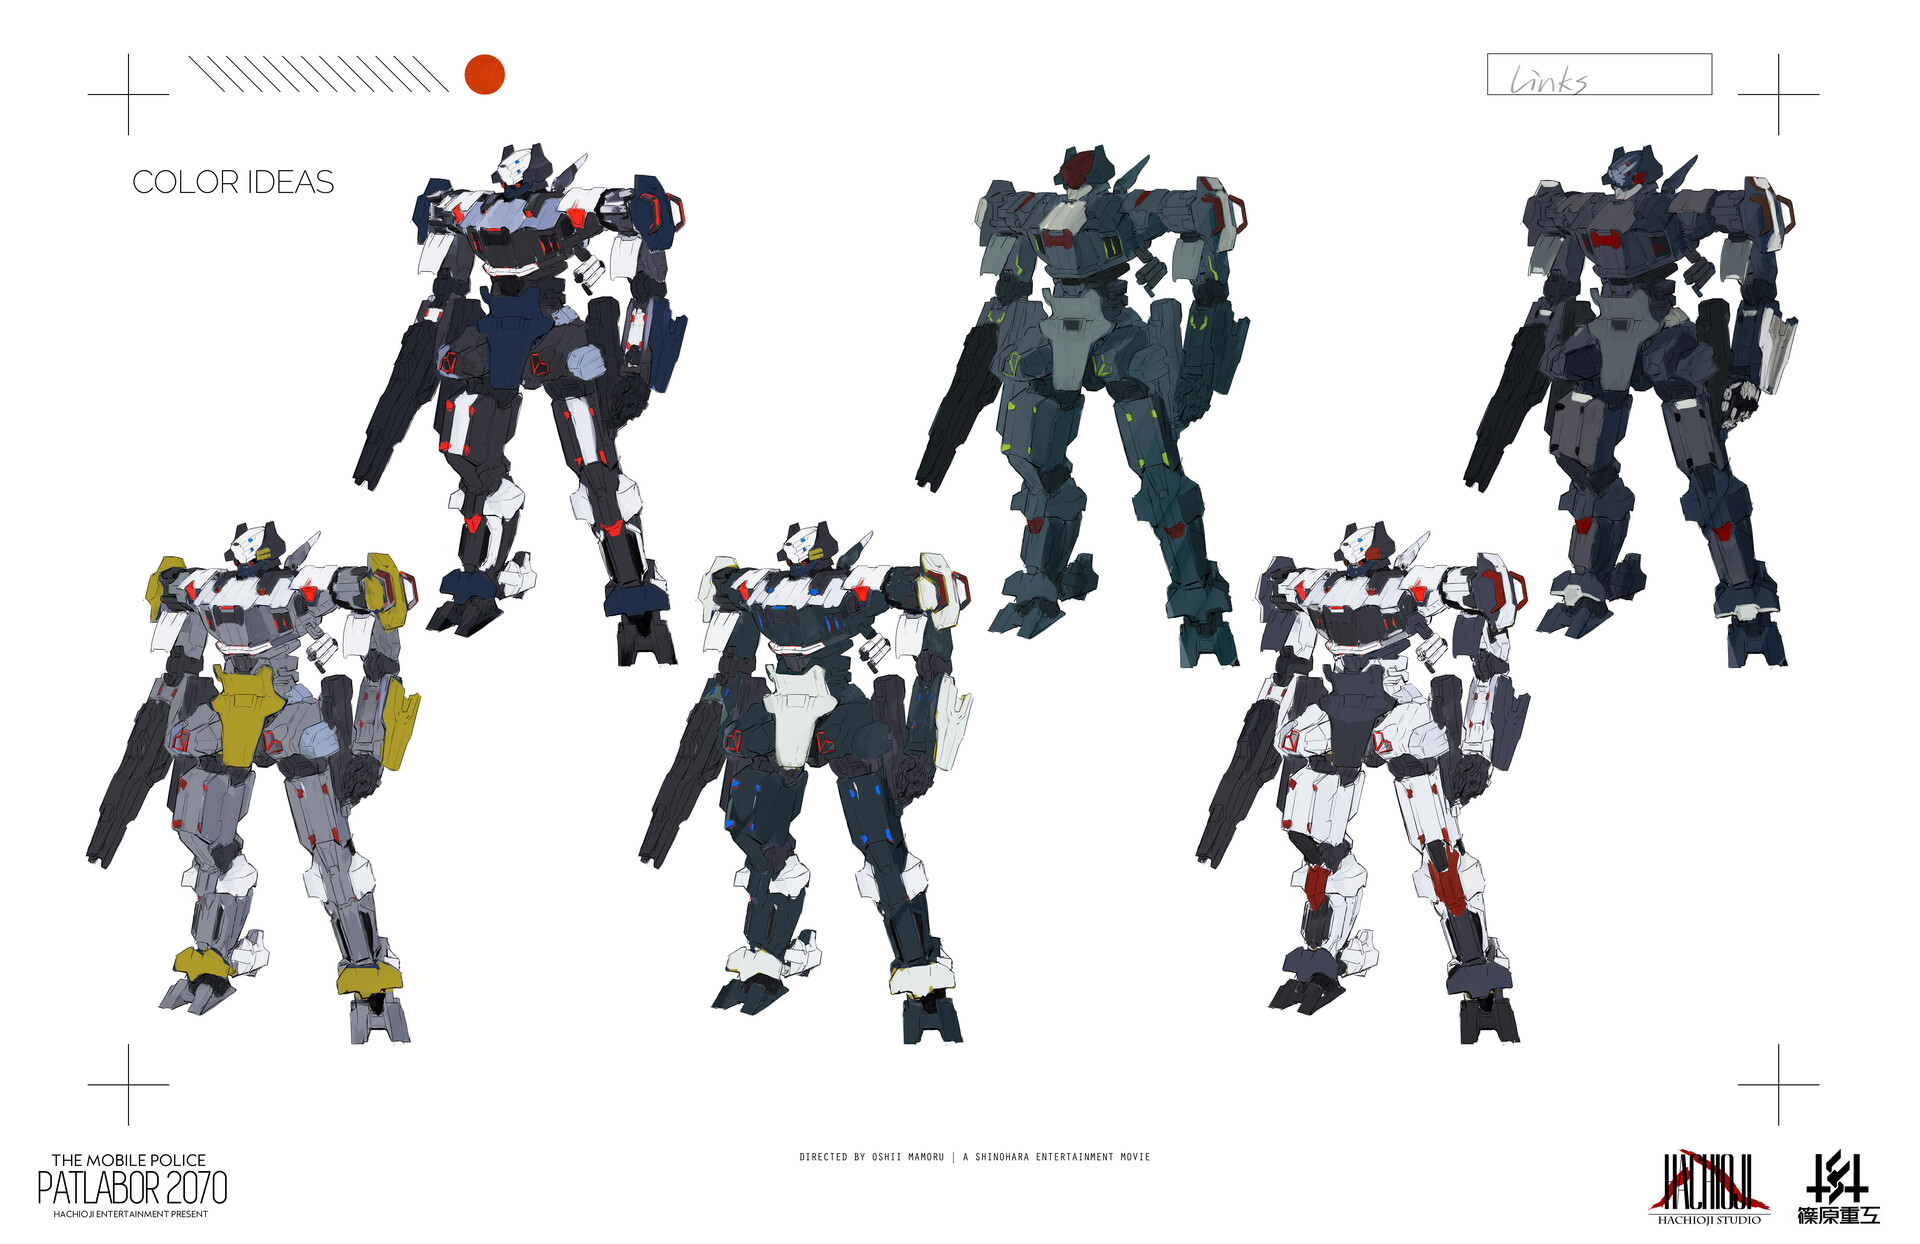 Links
COLOR IDEAS
THE MOBILE POLICE
PATLABOR 2070
HACHIOJI ENTERTAINMENT PRESENT
DIRECTED BY OSHII MAMORU | A SHINOHARA ENTERTAINMENT MOVIE
HACHIOJI
HACHIOJI STUDIO
篠原重工